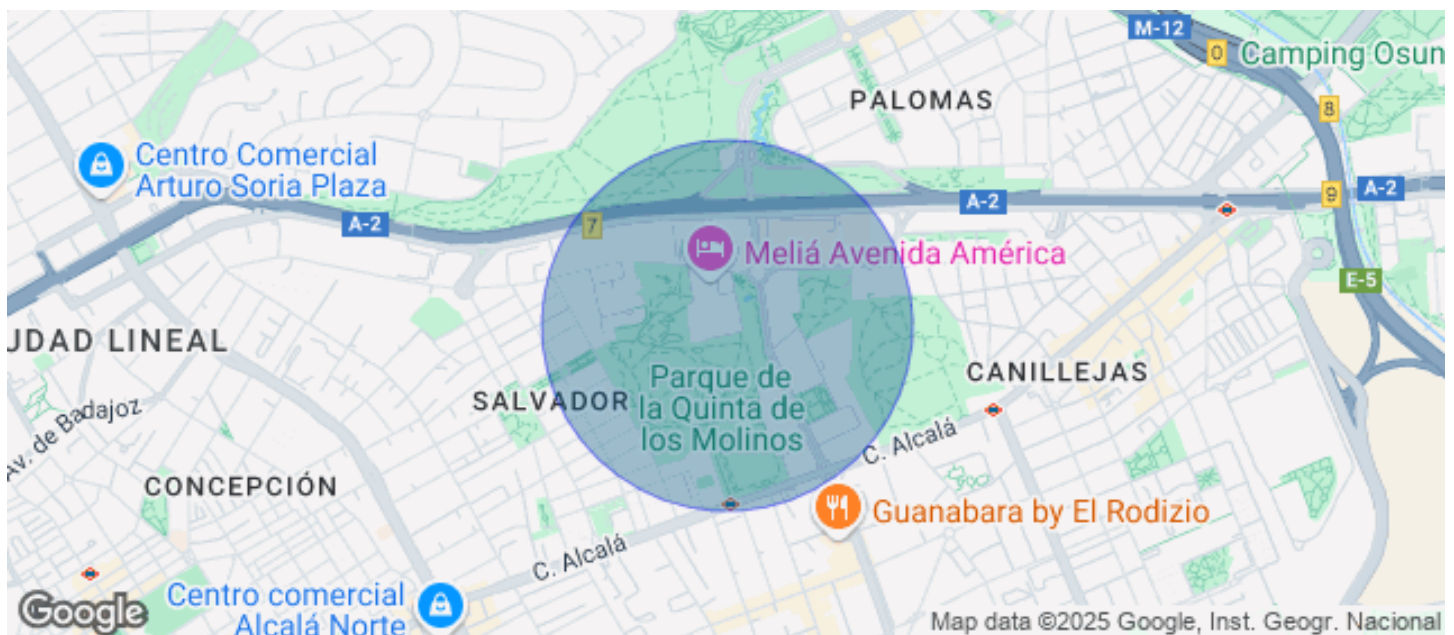 M-12
0
Camping Osun
PALOMAS
8
Centro Comercial
Arturo Soria Plaza
A-2
9
A-2
A-2
7
Meliá Avenida América
E-5
UDAD LINEAL
CANILLEJAS
Parque de
la Quinta de
los Molinos
SALVADOR
Av. de Badajoz
C. Alcalá
CONCEPCIÓN
Guanabara by El Rodizio
C. Alcalá
Centro comercial
Alcalá Norte
Google
Map data ©2025 Google, Inst. Geogr. Nacional